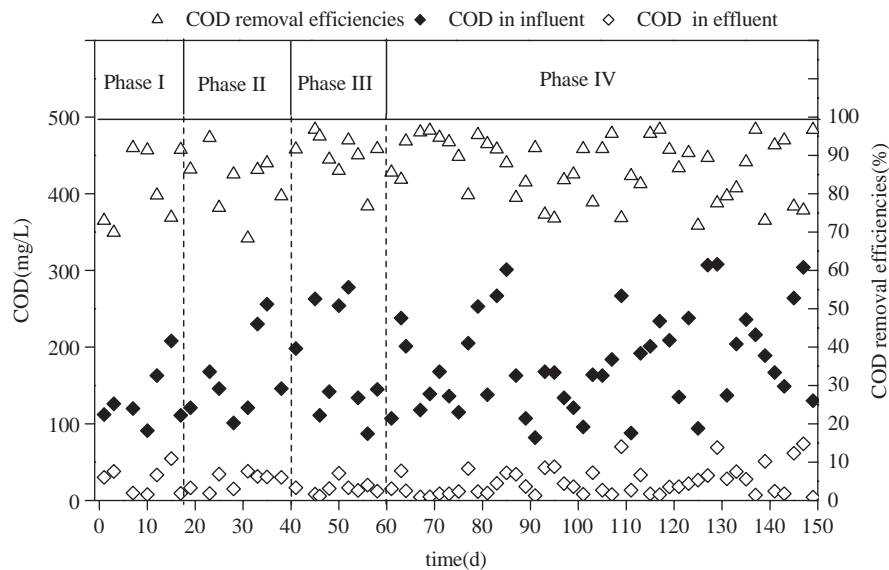 COD removal efficiencies COD in influent COD in effluent
Phase I Phase II Phase III Phase IV
COD(mg/L)
500
400
300
200
100
0
100
90
80
70
60
50
40
30
20
10
0
COD removal efficiencies(%)
0 10 20 30 40 50 60 70 80 90 100 110 120 130 140 150
time(d)